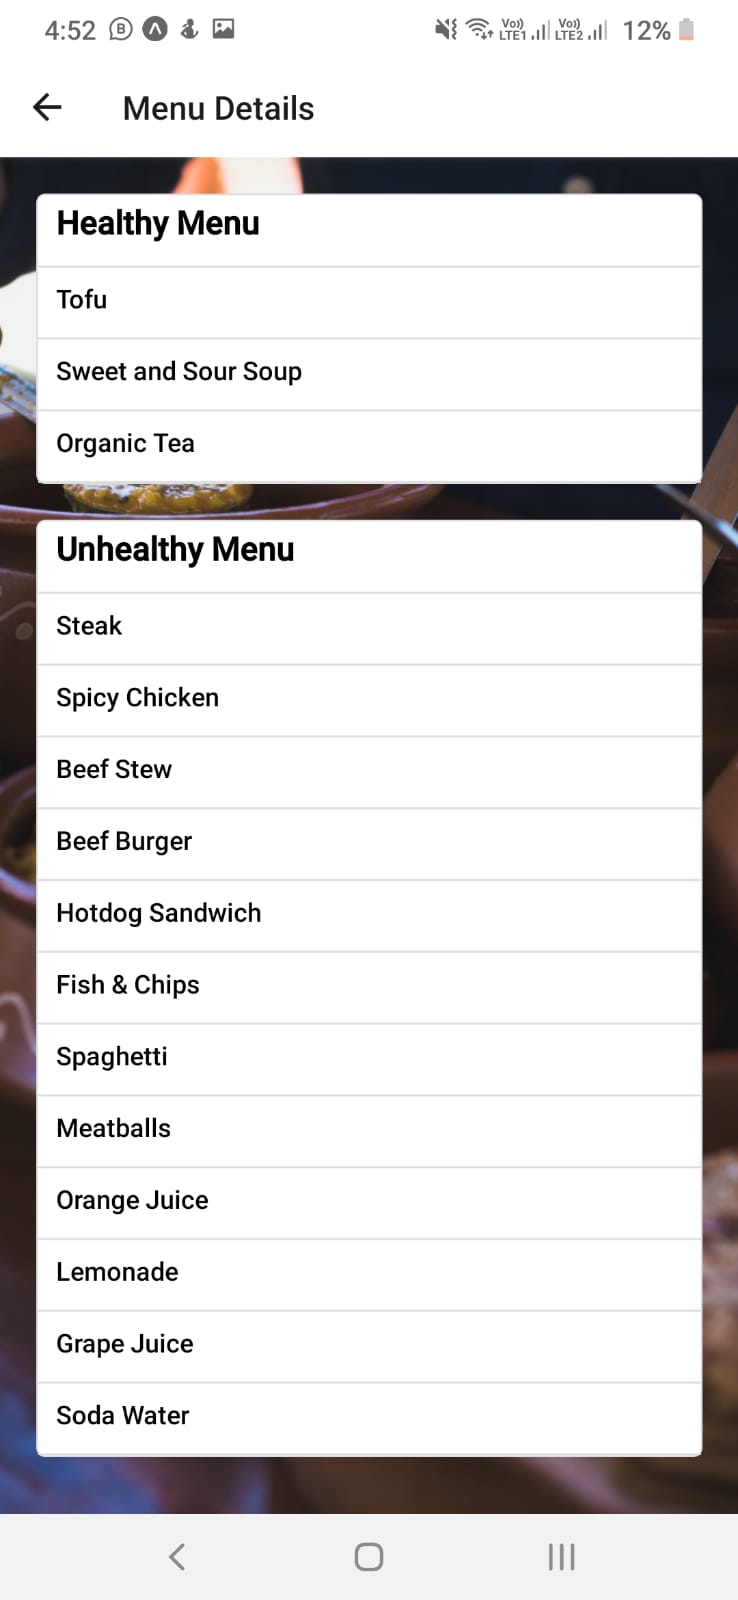 4:52
Vo)) LTE1 Vo)) LTE2 12%
Menu Details
Healthy Menu
Tofu
Sweet and Sour Soup
Organic Tea
Unhealthy Menu
Steak
Spicy Chicken
Beef Stew
Beef Burger
Hotdog Sandwich
Fish & Chips
Spaghetti
Meatballs
Orange Juice
Lemonade
Grape Juice
Soda Water